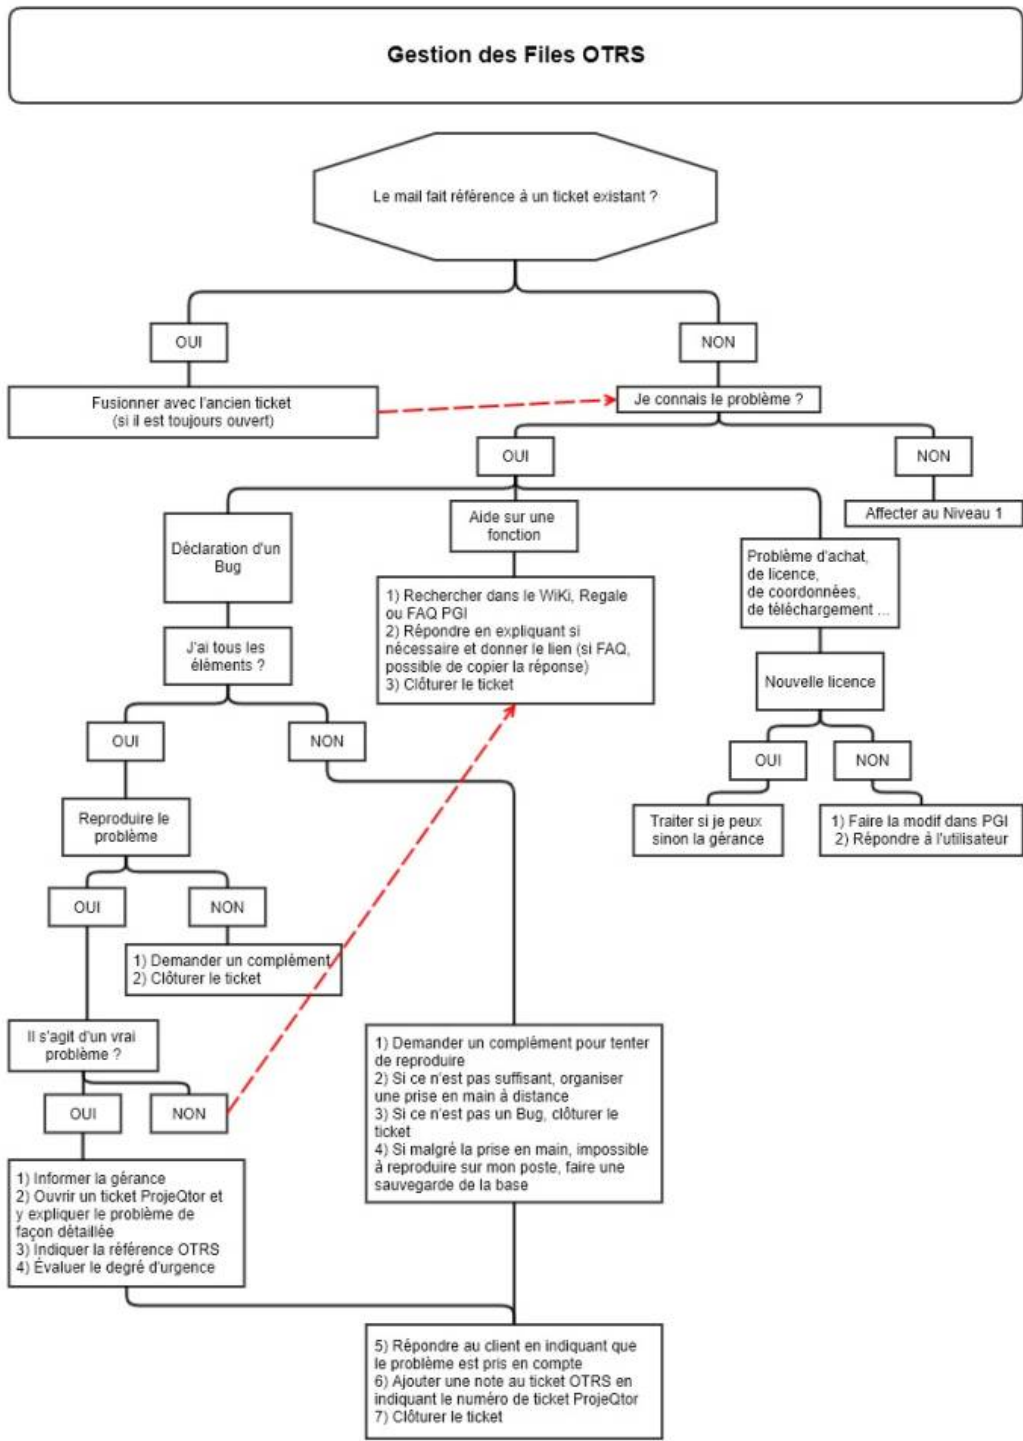 Gestion des Files OTRS
Le mail fait référence à un ticket existant ?
OUI
NON
Fusionner avec l'ancien ticket
(si il est toujours ouvert)
Je connais le problème ?
OUI
NON
Affecter au Niveau 1
Déclaration d'un
Bug
Aide sur une
fonction
Problème d'achat,
de licence,
de coordonnées,
de téléchargement ...
1) Rechercher dans le WiKi, Regale
ou FAQ PGI
2) Répondre en expliquant si
nécessaire et donner le lien (si FAQ,
possible de copier la réponse)
3) Clôturer le ticket
J'ai tous les
éléments ?
Nouvelle licence
OUI
NON
OUI
NON
Reproduire le
problème
Traiter si je peux
sinon la gérance
1) Faire la modif dans PGI
2) Répondre à l'utilisateur
OUI
NON
1) Demander un complément
2) Clôturer le ticket
Il s'agit d'un vrai
problème ?
OUI
NON
1) Demander un complément pour tenter
de reproduire
2) Si ce n'est pas suffisant, organiser
une prise en main à distance
3) Si ce n'est pas un Bug, clôturer le
ticket
4) Si malgré la prise en main, impossible
à reproduire sur mon poste, faire une
sauvegarde de la base
1) Informer la gérance
2) Ouvrir un ticket ProjeQtor et
y expliquer le problème de
façon détaillée
3) Indiquer la référence OTRS
4) Évaluer le degré d'urgence
5) Répondre au client en indiquant que
le problème est pris en compte
6) Ajouter une note au ticket OTRS en
indiquant le numéro de ticket ProjeQtor
7) Clôturer le ticket